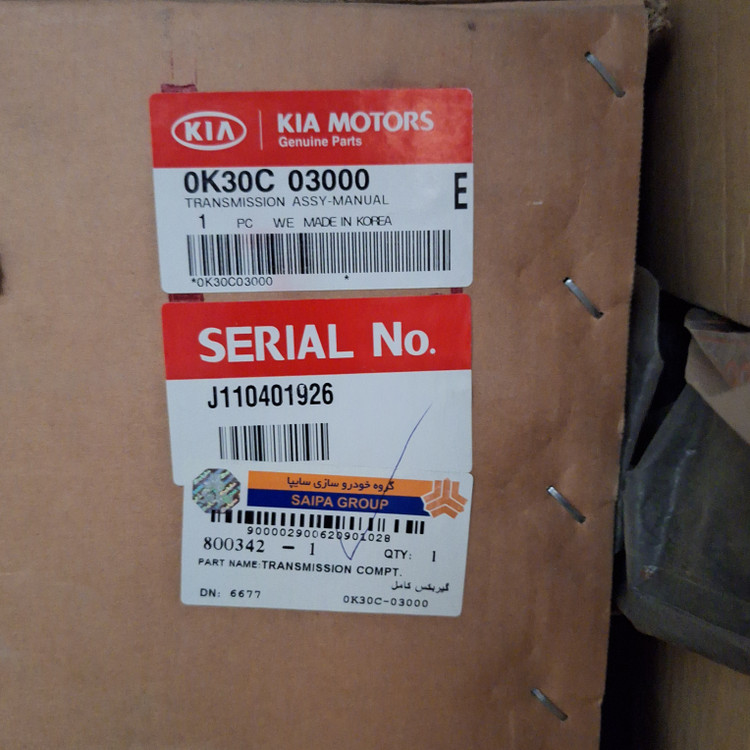 KIA
KIA MOTORS
Genuine Parts
0K30C 03000
TRANSMISSION ASSY-MANUAL
E
1 PC WE MADE IN KOREA
*0K30C03000 *
SERIAL No.
J110401926
گروه خودرو سازی سایپا
SAIPA GROUP
900002900620901028
800342 - 1 QTY: 1
PART NAME:TRANSMISSION COMPT.
گیربکس کامل
DN: 6677 0K30C-03000